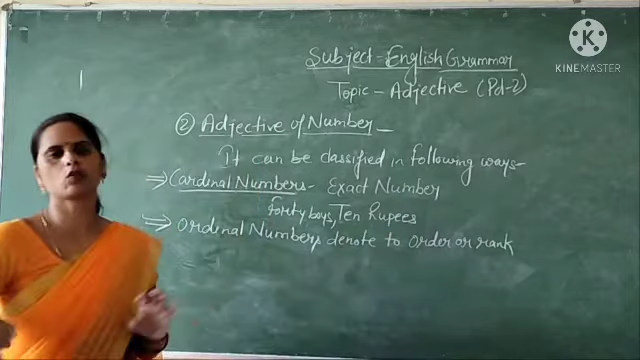 KINEMASTER
Subject - English Grammar
Topic - Adjective (Pd-2)
② Adjective of Number -
It can be classified in following ways -
⇒ Cardinal Numbers - Exact Number
forty boys, Ten Rupees
⇒ Ordinal Numbers denote to order or rank